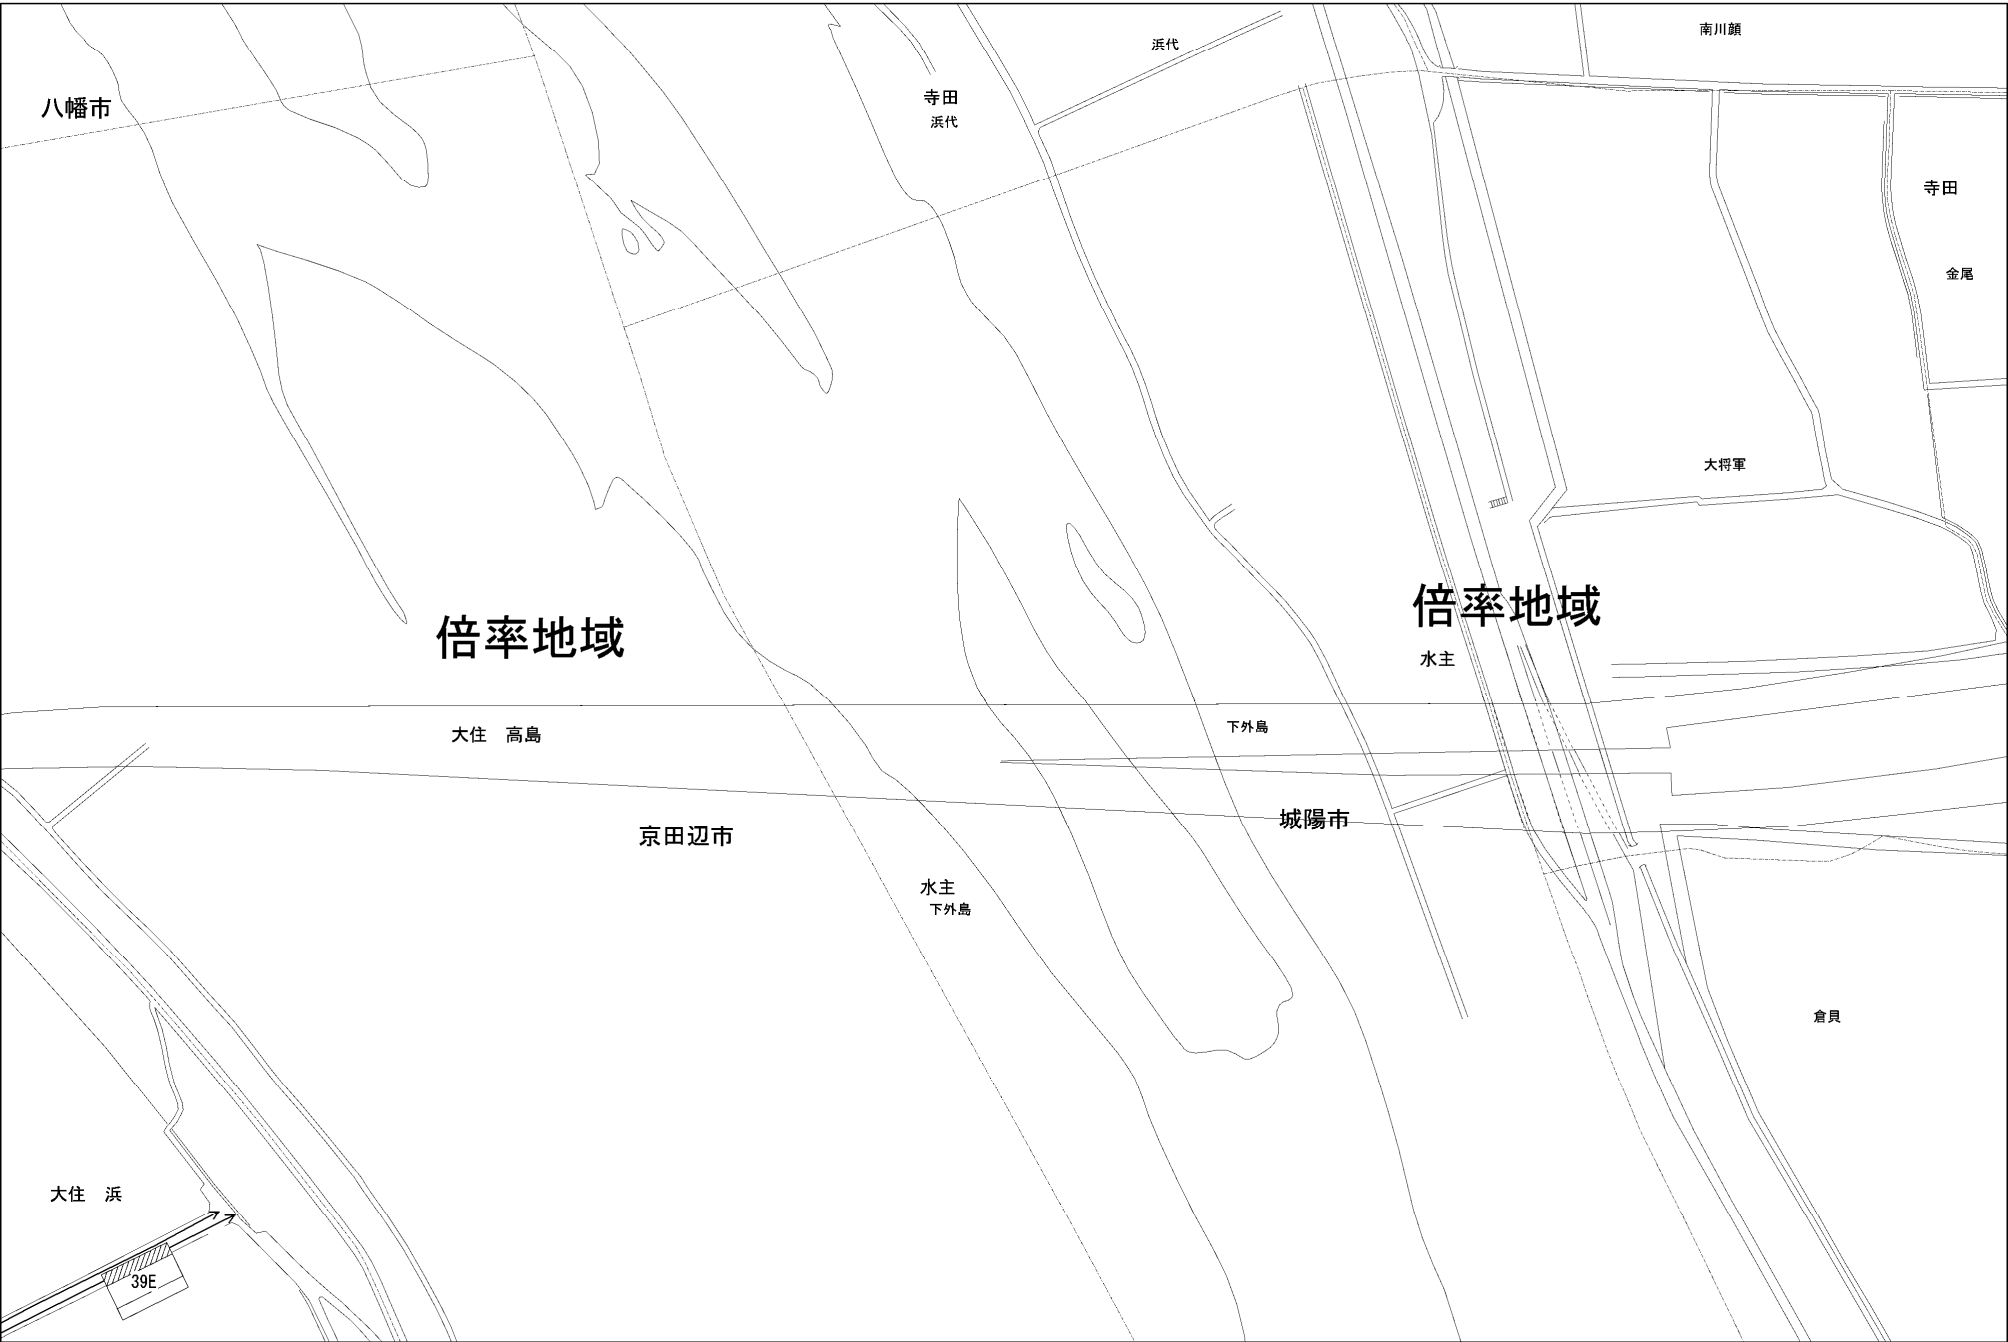 南川顔
浜代
八幡市
寺田
浜代
寺田
金尾
大将軍
倍率地域
倍率地域
水主
下外島
大住　高島
城陽市
京田辺市
水主
下外島
倉貝
大住　浜
39E